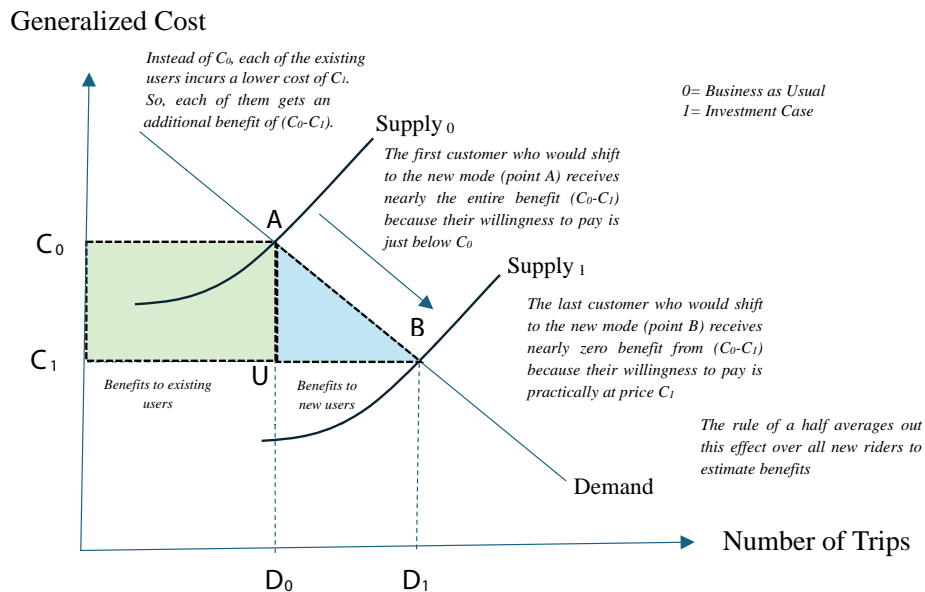 Generalized Cost
Instead of C₀, each of the existing
users incurs a lower cost of C₁.
So, each of them gets an
additional benefit of (C₀-C₁).
0= Business as Usual
1= Investment Case
Supply ₀
The first customer who would shift
to the new mode (point A) receives
nearly the entire benefit (C₀-C₁)
because their willingness to pay is
just below C₀
A
C₀
Supply ₁
The last customer who would shift
to the new mode (point B) receives
nearly zero benefit from (C₀-C₁)
because their willingness to pay is
practically at price C₁
B
C₁
U
Benefits to existing
users
Benefits to
new users
The rule of a half averages out
this effect over all new riders to
estimate benefits
Demand
Number of Trips
D₀
D₁